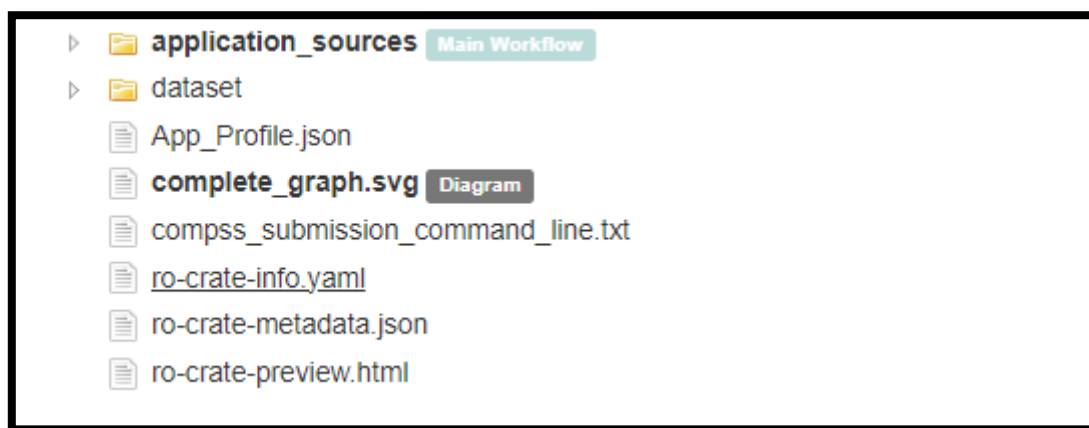 application_sources Main Workflow
dataset
App_Profile.json
complete_graph.svg Diagram
compss_submission_command_line.txt
ro-crate-info.yaml
ro-crate-metadata.json
ro-crate-preview.html